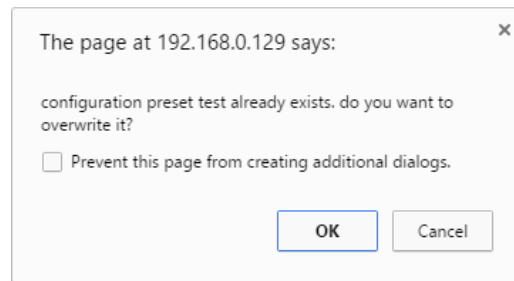 The page at 192.168.0.129 says:
configuration preset test already exists. do you want to
overwrite it?
Prevent this page from creating additional dialogs.
OK
Cancel